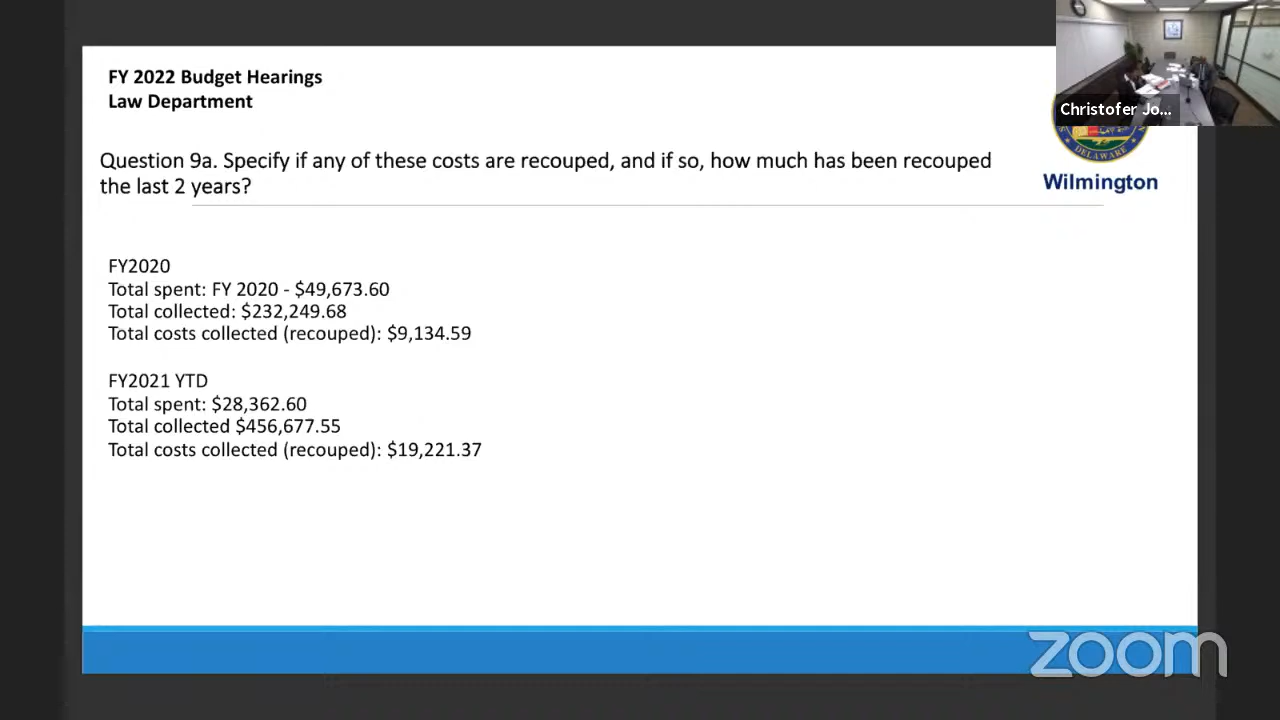 FY 2022 Budget Hearings
Law Department
Christofer Jo...
DELAWARE
Wilmington
Question 9a. Specify if any of these costs are recouped, and if so, how much has been recouped
the last 2 years?
FY2020
Total spent: FY 2020 - $49,673.60
Total collected: $232,249.68
Total costs collected (recouped): $9,134.59
FY2021 YTD
Total spent: $28,362.60
Total collected $456,677.55
Total costs collected (recouped): $19,221.37
zoom